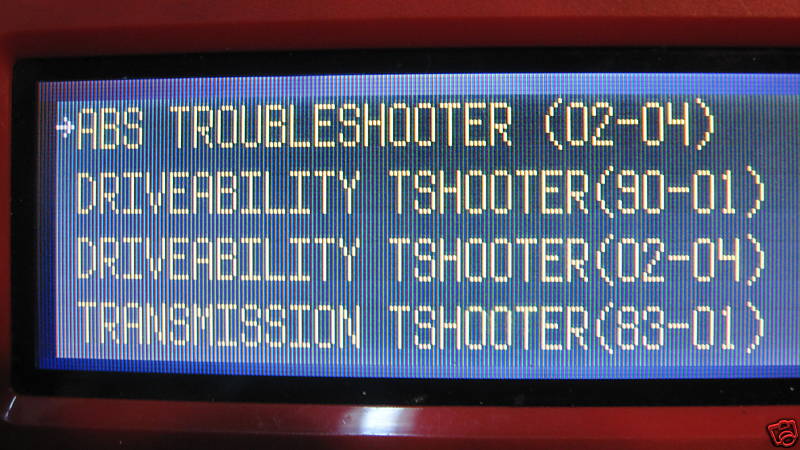 →ABS TROUBLESHOOTER (02-04)
DRIVEABILITY TSHOOTER(90-01)
DRIVEABILITY TSHOOTER(02-04)
TRANSMISSION TSHOOTER(83-01)